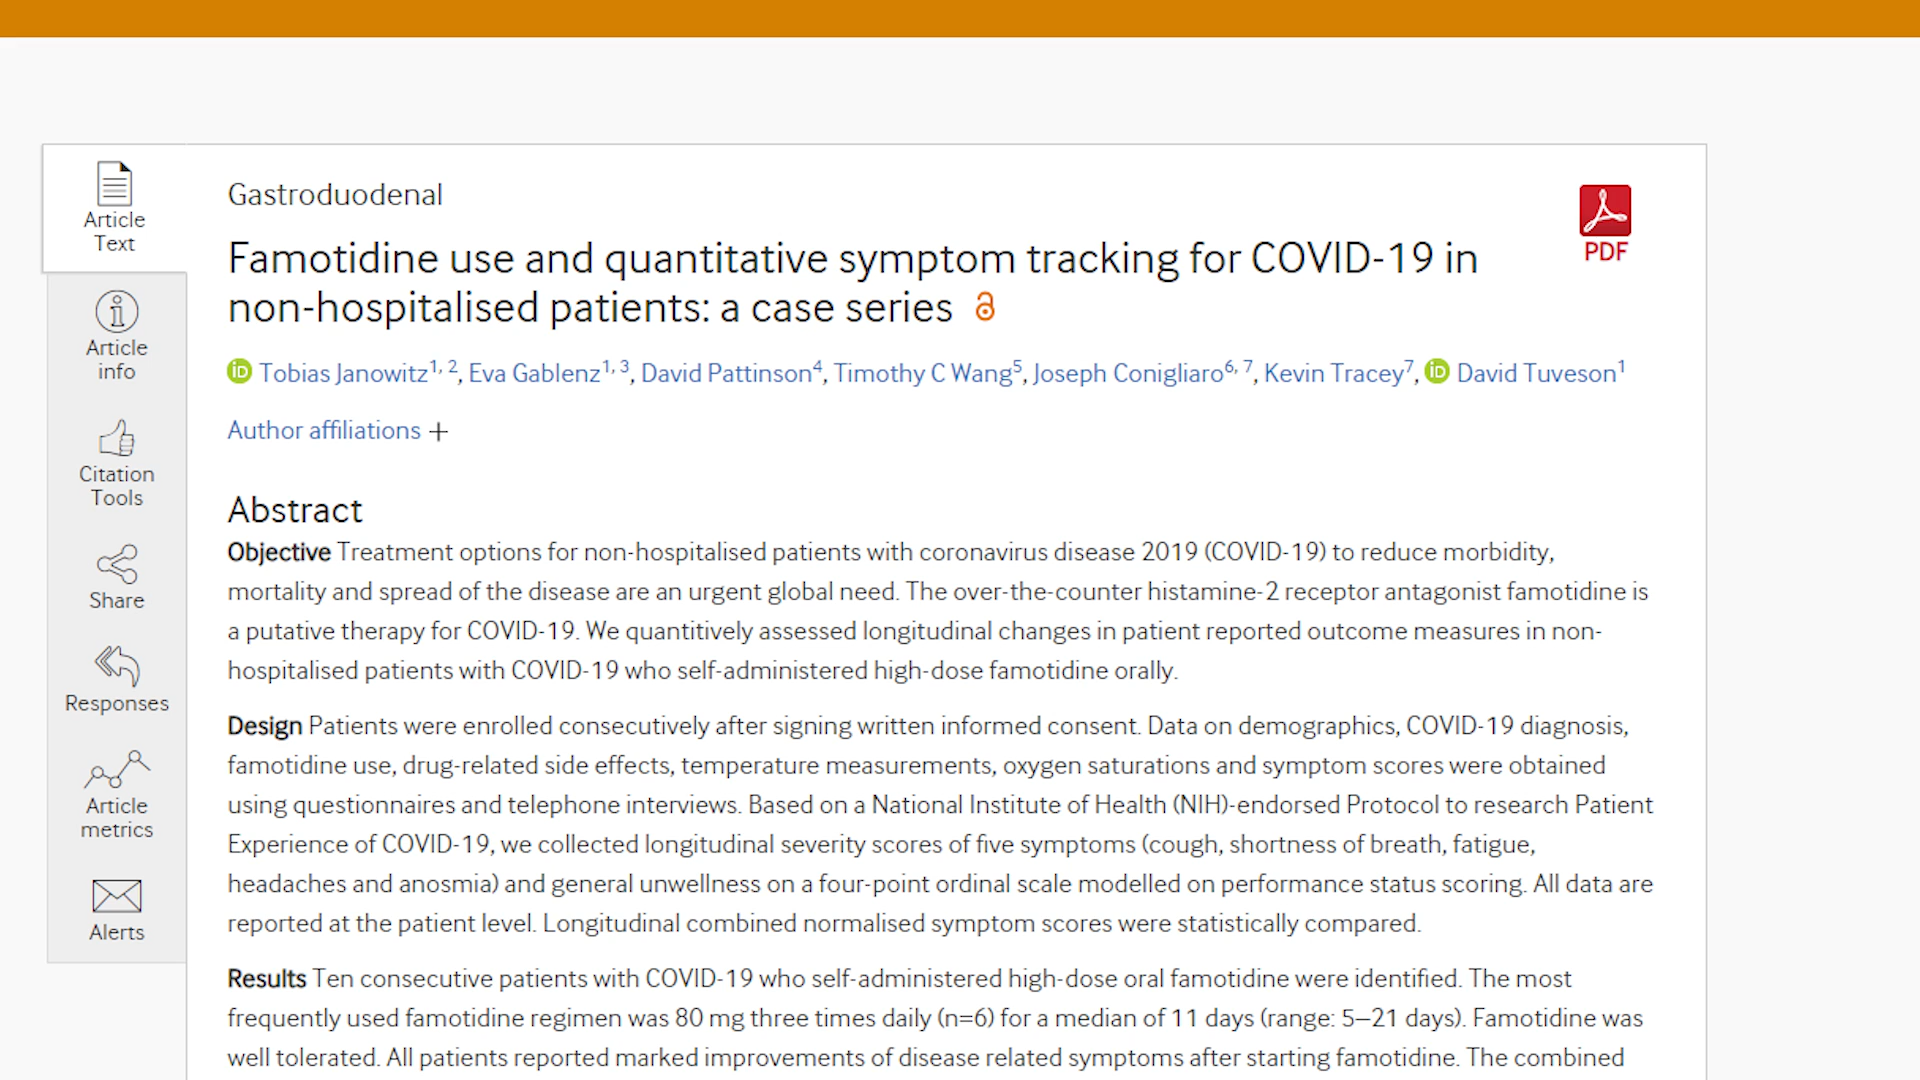 Gastroduodenal
Famotidine use and quantitative symptom tracking for COVID-19 in
non-hospitalised patients: a case series
iD Tobias Janowitz1, 2, Eva Gablenz1, 3, David Pattinson4, Timothy C Wang5, Joseph Conigliaro6, 7, Kevin Tracey7, iD David Tuveson1
Author affiliations +
PDF
Article
Text
Article
info
Citation
Tools
Share
Responses
Article
metrics
Alerts
Abstract
Objective Treatment options for non-hospitalised patients with coronavirus disease 2019 (COVID-19) to reduce morbidity,
mortality and spread of the disease are an urgent global need. The over-the-counter histamine-2 receptor antagonist famotidine is
a putative therapy for COVID-19. We quantitively assessed longitudinal changes in patient reported outcome measures in non-
hospitalised patients with COVID-19 who self-administered high-dose famotidine orally.
Design Patients were enrolled consecutively after signing written informed consent. Data on demographics, COVID-19 diagnosis,
famotidine use, drug-related side effects, temperature measurements, oxygen saturations and symptom scores were obtained
using questionnaires and telephone interviews. Based on a National Institute of Health (NIH)-endorsed Protocol to research Patient
Experience of COVID-19, we collected longitudinal severity scores of five symptoms (cough, shortness of breath, fatigue,
headaches and anosmia) and general unwellness on a four-point ordinal scale modelled on performance status scoring. All data are
reported at the patient level. Longitudinal combined normalised symptom scores were statistically compared.
Results Ten consecutive patients with COVID-19 who self-administered high-dose oral famotidine were identified. The most
frequently used famotidine regimen was 80 mg three times daily (n=6) for a median of 11 days (range: 5–21 days). Famotidine was
well tolerated. All patients reported marked improvements of disease related symptoms after starting famotidine. The combined